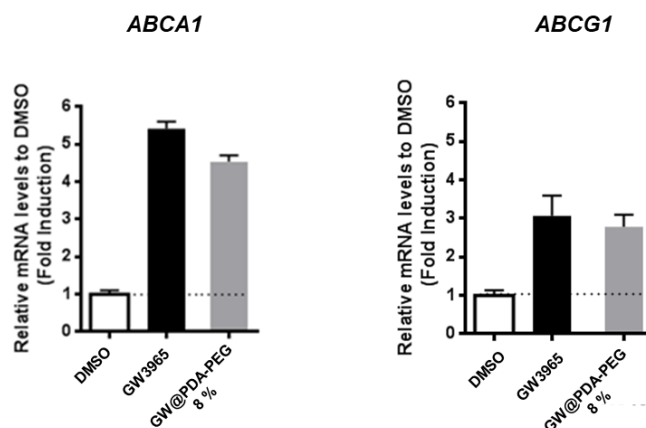 ABCA1
Relative mRNA levels to DMSO
(Fold Induction)
6
5
4
3
2
1
0
DMSO
GW3965
GW@PDA-PEG
8 %
ABCG1
Relative mRNA levels to DMSO
(Fold Induction)
6
5
4
3
2
1
0
DMSO
GW3965
GW@PDA-PEG
8 %